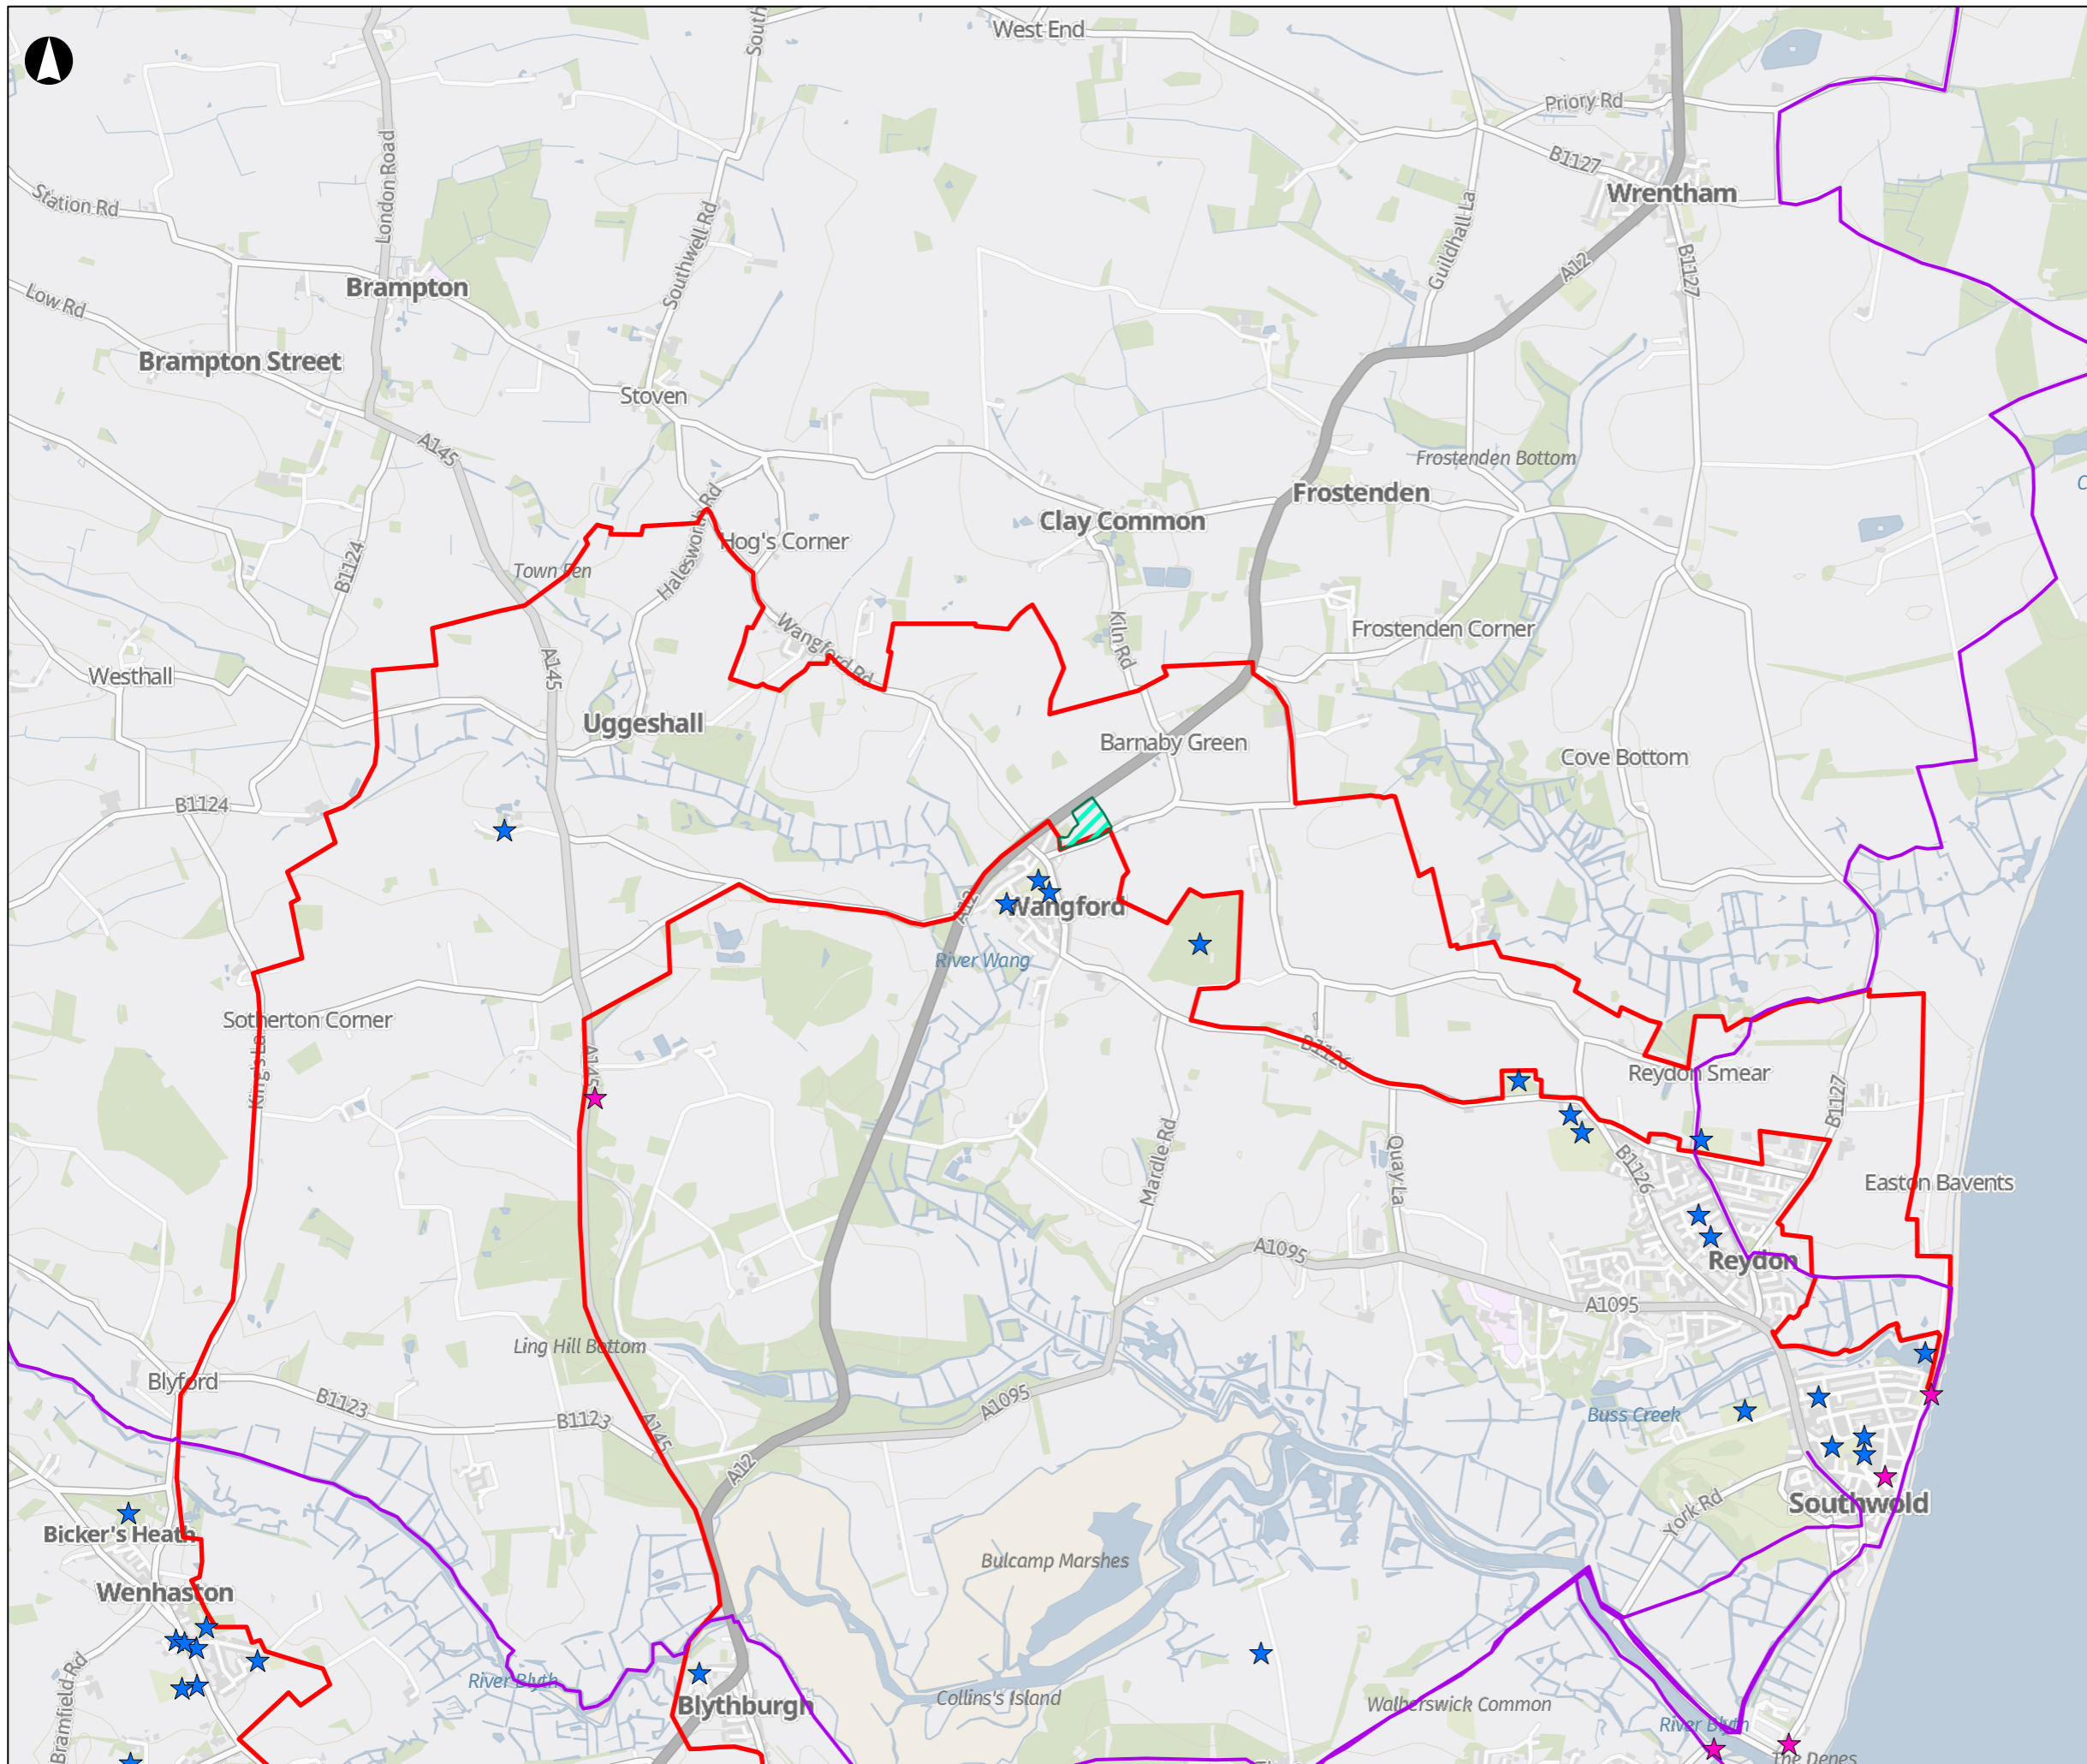 West End
South
Priory Rd
B1127
Wrentham
London Road
Station Rd
Southwell Rd
Guildhall La
A12
B1127
Brampton
Low Rd
Brampton Street
Stoven
A145
Frostenden Bottom
Frostenden
C
Clay Common
Halesworth Rd
Hog's Corner
B1124
Town Fen
Kiln Rd
Wangford Rd
Frostenden Corner
Westhall
A145
Uggeshall
Barnaby Green
Cove Bottom
B1124
A12
Wangford
River Wang
Sotherton Corner
King's La
A145
B1126
Reydon Smear
B1127
Mardle Rd
Quay La
B1126
Easton Bavents
A1095
Reydon
A1095
Ling Hill Bottom
Blyford
B1123
B1123
A145
A1095
Buss Creek
A12
Southwold
York Rd
Bicker's Heath
Bulcamp Marshes
Wenhaston
Bramfield Rd
River Blyth
Blythburgh
Collins's Island
Walberswick Common
River Blyth
The Denes